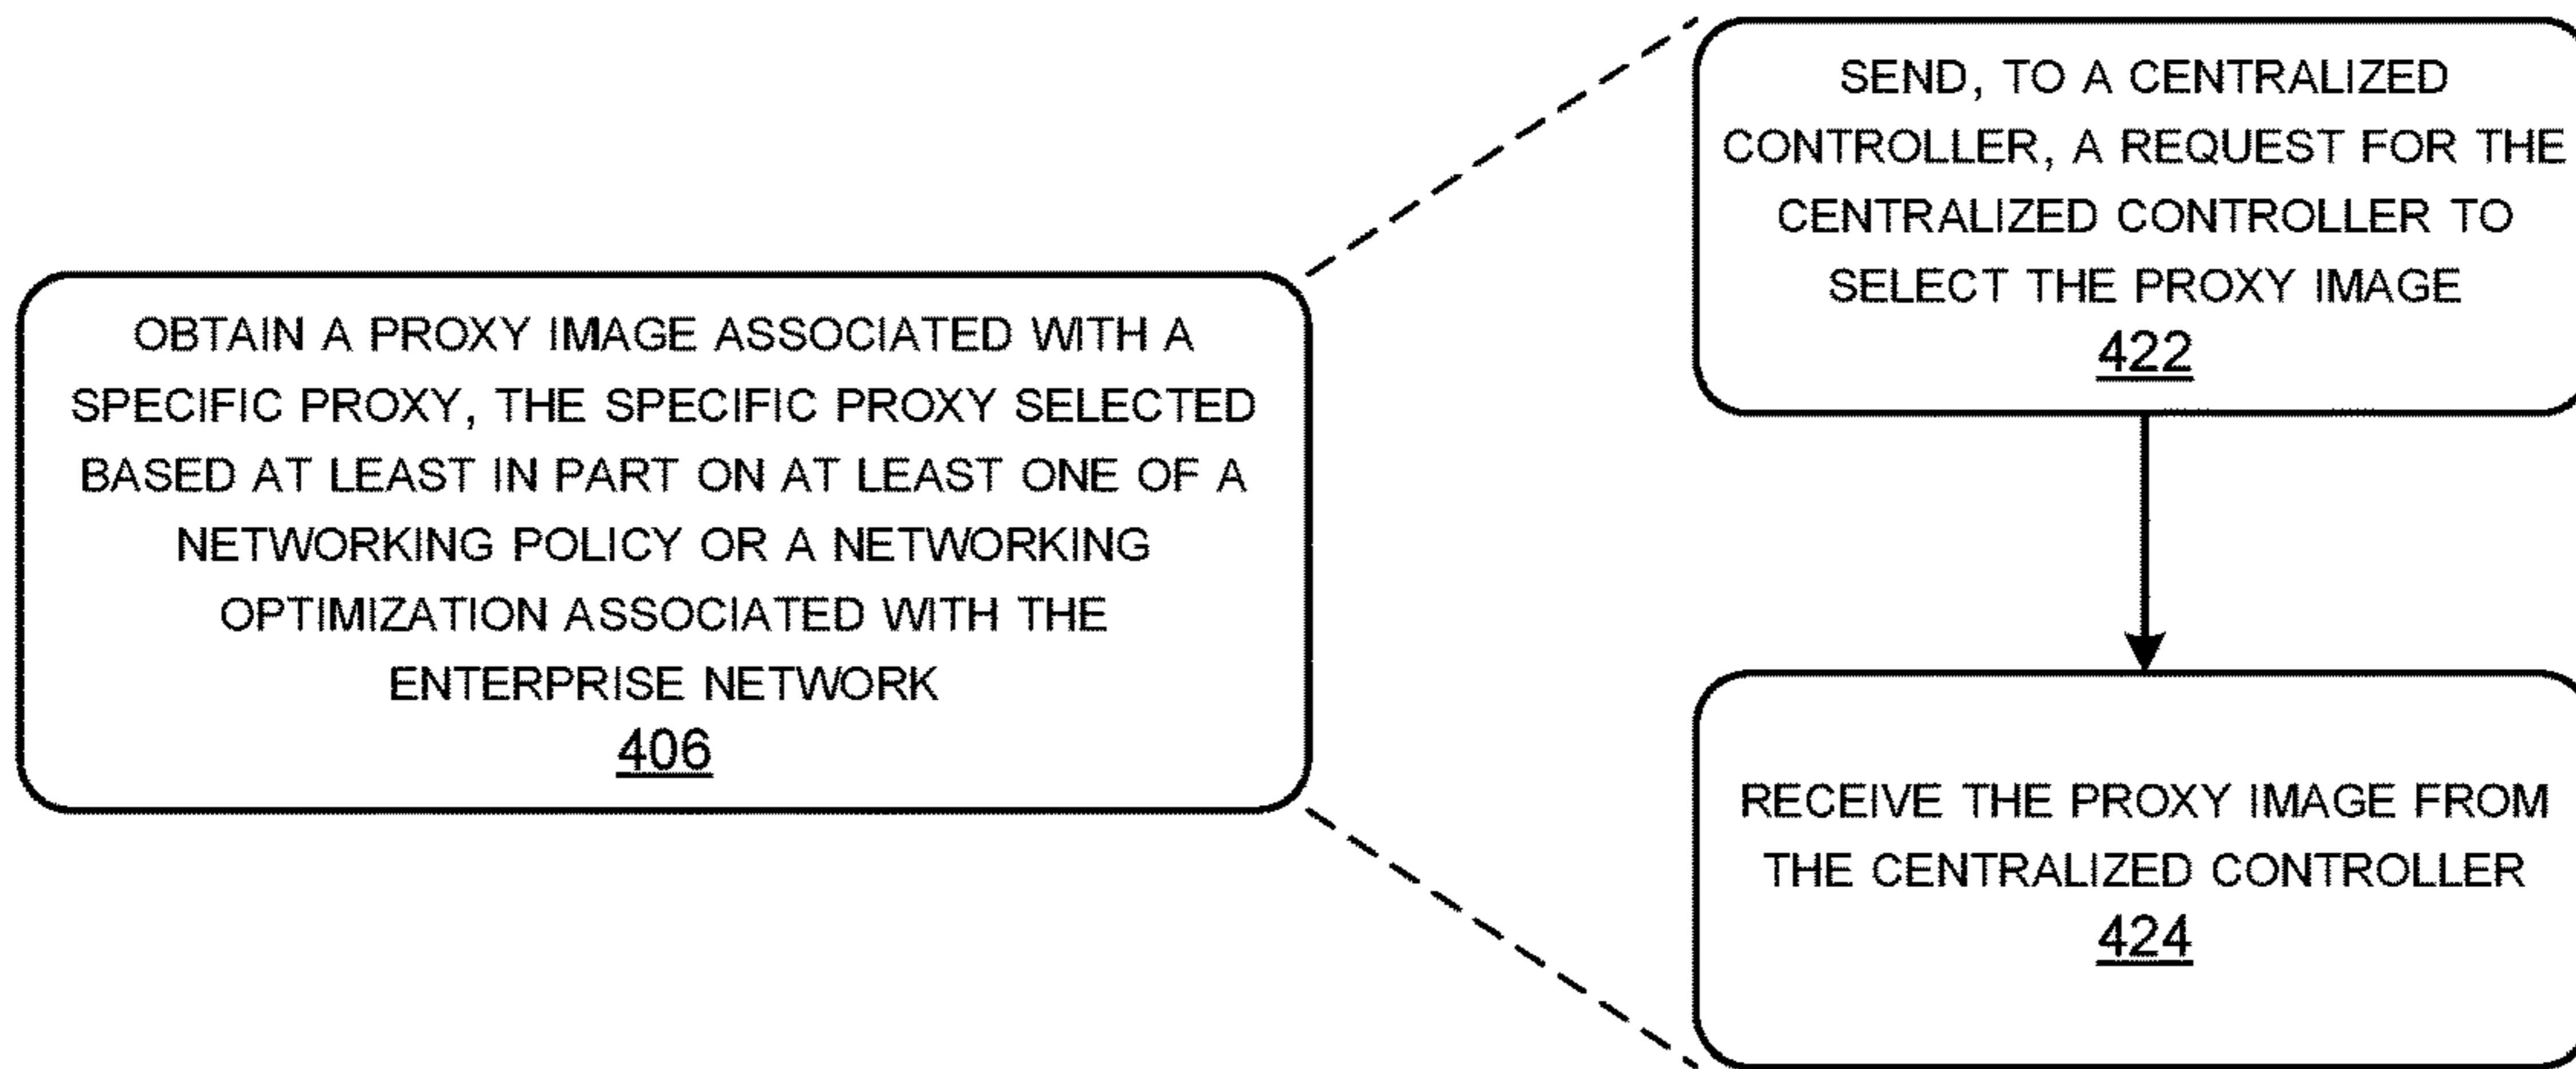 OBTAIN A PROXY IMAGE ASSOCIATED WITH A
SPECIFIC PROXY, THE SPECIFIC PROXY SELECTED
BASED AT LEAST IN PART ON AT LEAST ONE OF A
NETWORKING POLICY OR A NETWORKING
OPTIMIZATION ASSOCIATED WITH THE
ENTERPRISE NETWORK
406
SEND, TO A CENTRALIZED
CONTROLLER, A REQUEST FOR THE
CENTRALIZED CONTROLLER TO
SELECT THE PROXY IMAGE
422
RECEIVE THE PROXY IMAGE FROM
THE CENTRALIZED CONTROLLER
424